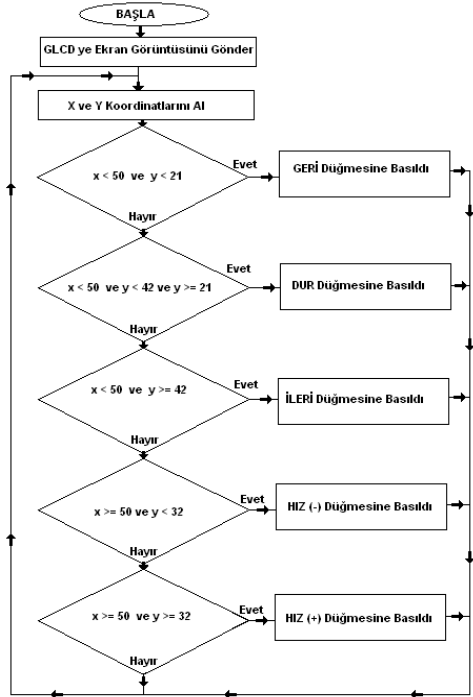 BAŞLA
GLCD ye Ekran Görüntüsünü Gönder
X ve Y Koordinatlarını Al
x < 50 ve y < 21
Evet
GERİ Düğmesine Basıldı
Hayır
x < 50 ve y < 42 ve y >= 21
Evet
DUR Düğmesine Basıldı
Hayır
x < 50 ve y >= 42
Evet
İLERİ Düğmesine Basıldı
Hayır
x >= 50 ve y < 32
Evet
HIZ (-) Düğmesine Basıldı
Hayır
x >= 50 ve y >= 32
Evet
HIZ (+) Düğmesine Basıldı
Hayır